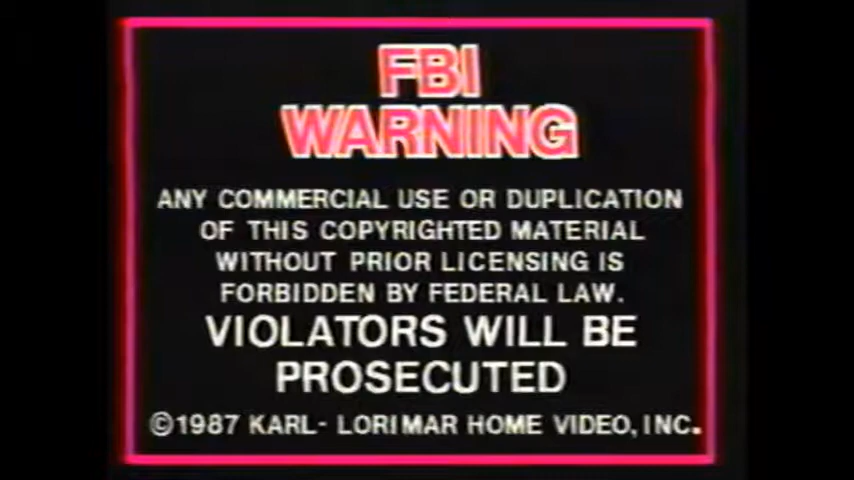 FBI
WARNING
ANY COMMERCIAL USE OR DUPLICATION
OF THIS COPYRIGHTED MATERIAL
WITHOUT PRIOR LICENSING IS
FORBIDDEN BY FEDERAL LAW.
VIOLATORS WILL BE
PROSECUTED
©1987 KARL- LORIMAR HOME VIDEO, INC.